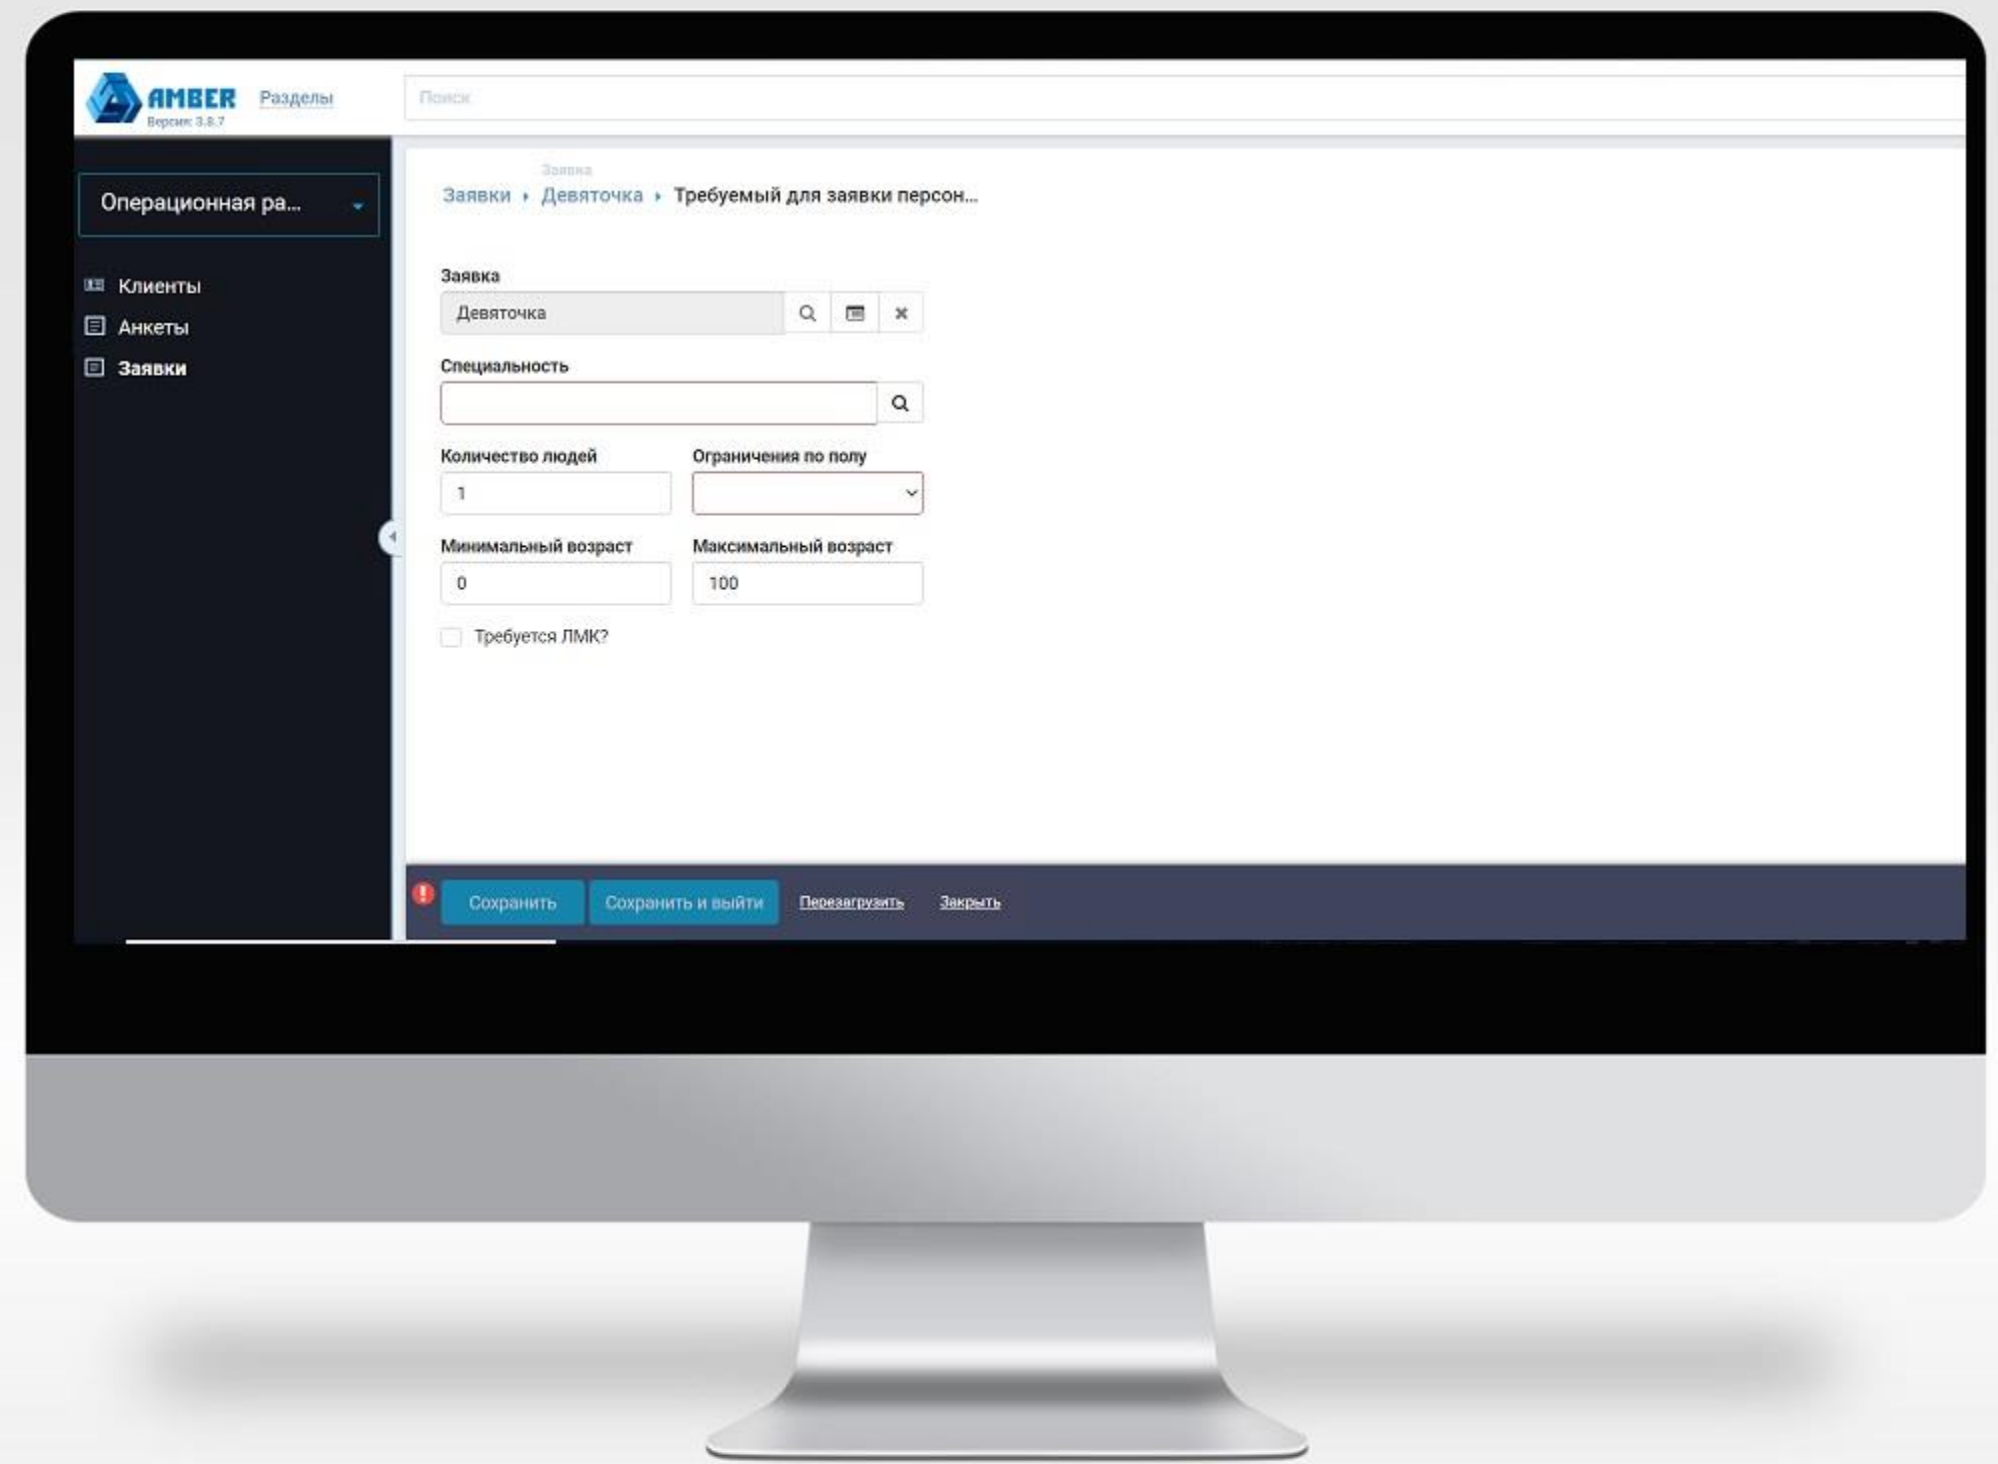 AMBER Разделы
Версия: 3.8.7
Поиск
Операционная ра...
Клиенты
Анкеты
Заявки
Заявка
Заявки Девяточка Требуемый для заявки персон...
Заявка
Девяточка
Специальность
Количество людей Ограничения по полу
1
Минимальный возраст Максимальный возраст
0 100
Требуется ЛМК?
Сохранить Сохранить и выйти Перезагрузить Закрыть